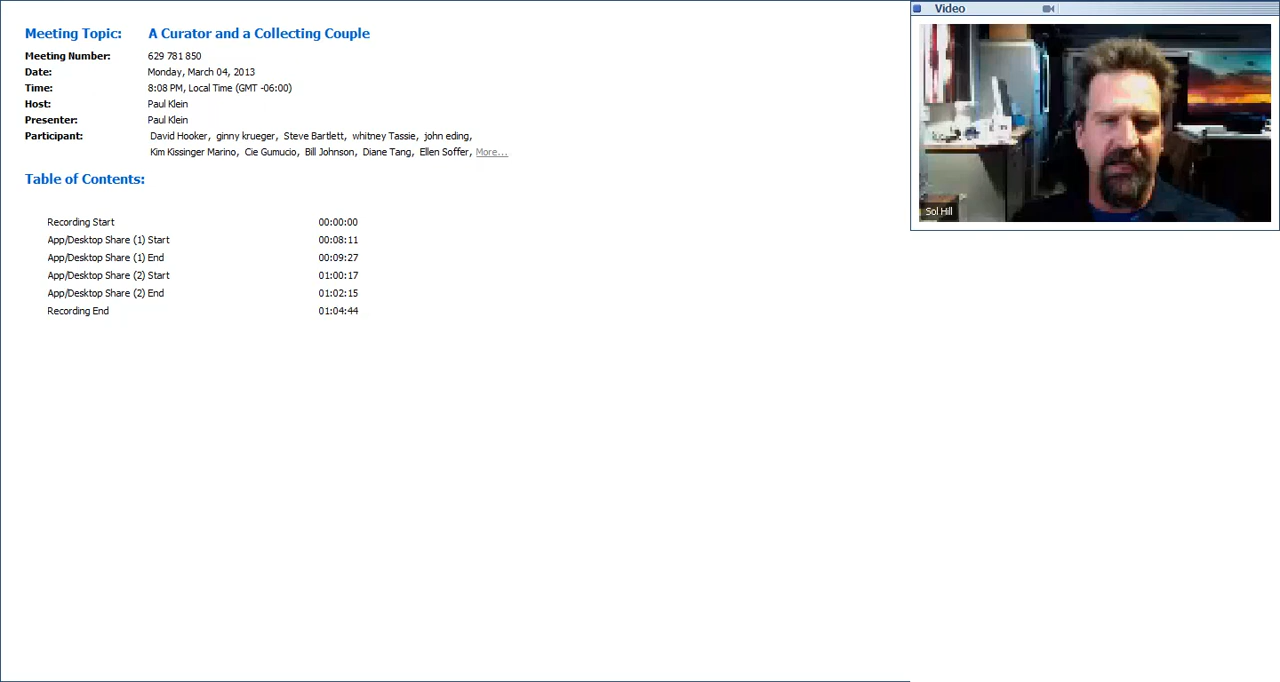 Meeting Topic: A Curator and a Collecting Couple
Meeting Number: 629 781 850
Date: Monday, March 04, 2013
Time: 8:08 PM, Local Time (GMT -06:00)
Host: Paul Klein
Presenter: Paul Klein
Participant: David Hooker, ginny krueger, Steve Bartlett, whitney Tassie, john eding,
Kim Kissinger Marino, Cie Gumucio, Bill Johnson, Diane Tang, Ellen Soffer, More...
Table of Contents:
Recording Start 00:00:00
App/Desktop Share (1) Start 00:08:11
App/Desktop Share (1) End 00:09:27
App/Desktop Share (2) Start 01:00:17
App/Desktop Share (2) End 01:02:15
Recording End 01:04:44
Video
Sol Hill